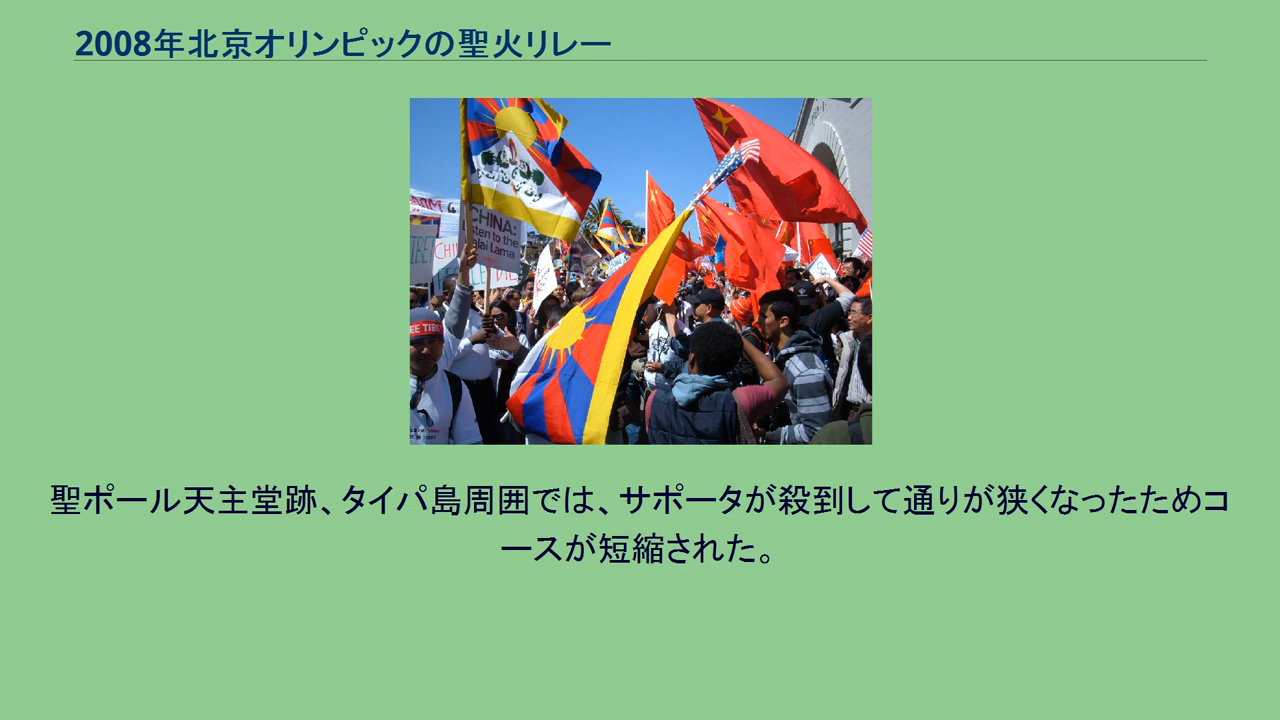 2008年北京オリンピックの聖火リレー
CHINA:
to the
Lama
聖ポール天主堂跡、タイパ島周囲では、サポータが殺到して通りが狭くなったためコ
ースが短縮された。